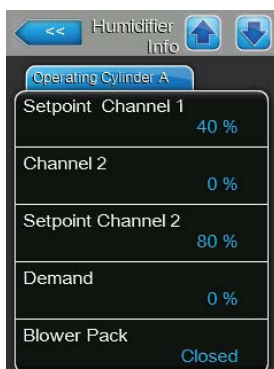 << Humidifier
Info
Operating Cylinder A
Setpoint Channel 1
40 %
Channel 2
0 %
Setpoint Channel 2
80 %
Demand
0 %
Blower Pack
Closed